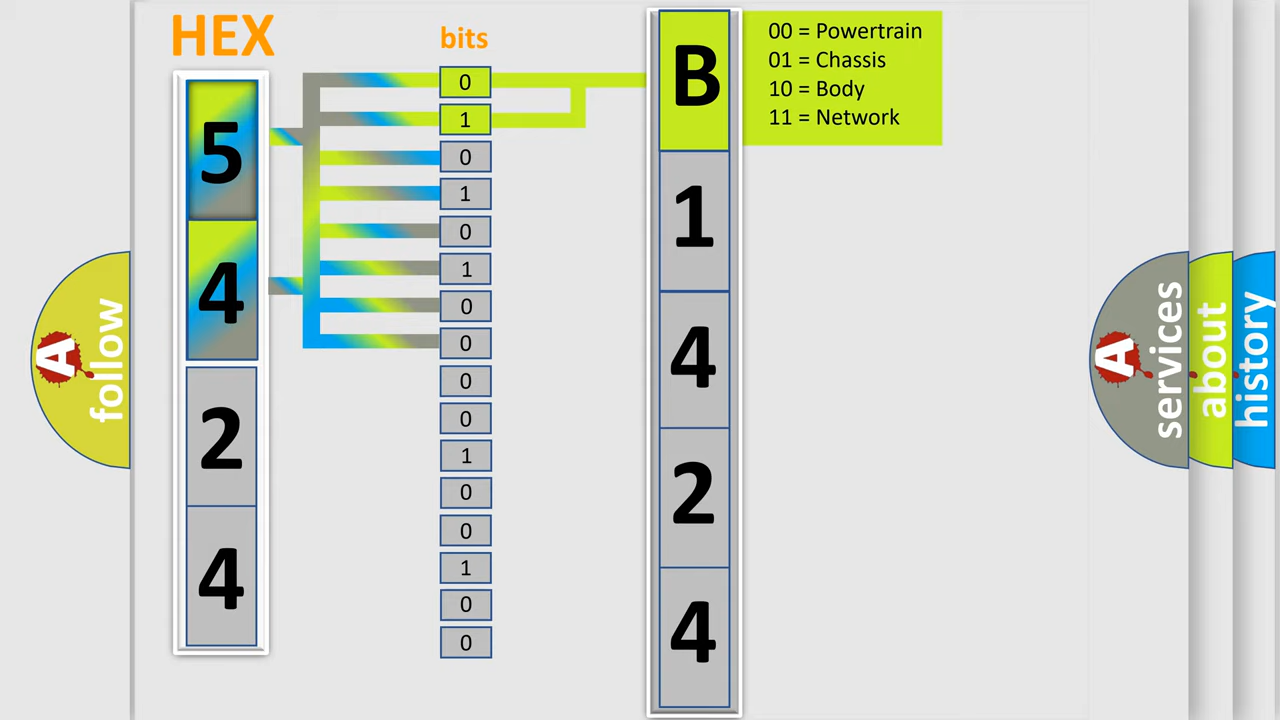 HEX
bits
5
4
2
4
0
1
0
1
0
1
0
0
0
0
1
0
0
1
0
0
B
1
4
2
4
00 = Powertrain
01 = Chassis
10 = Body
11 = Network
A
follow
A
services
about
history